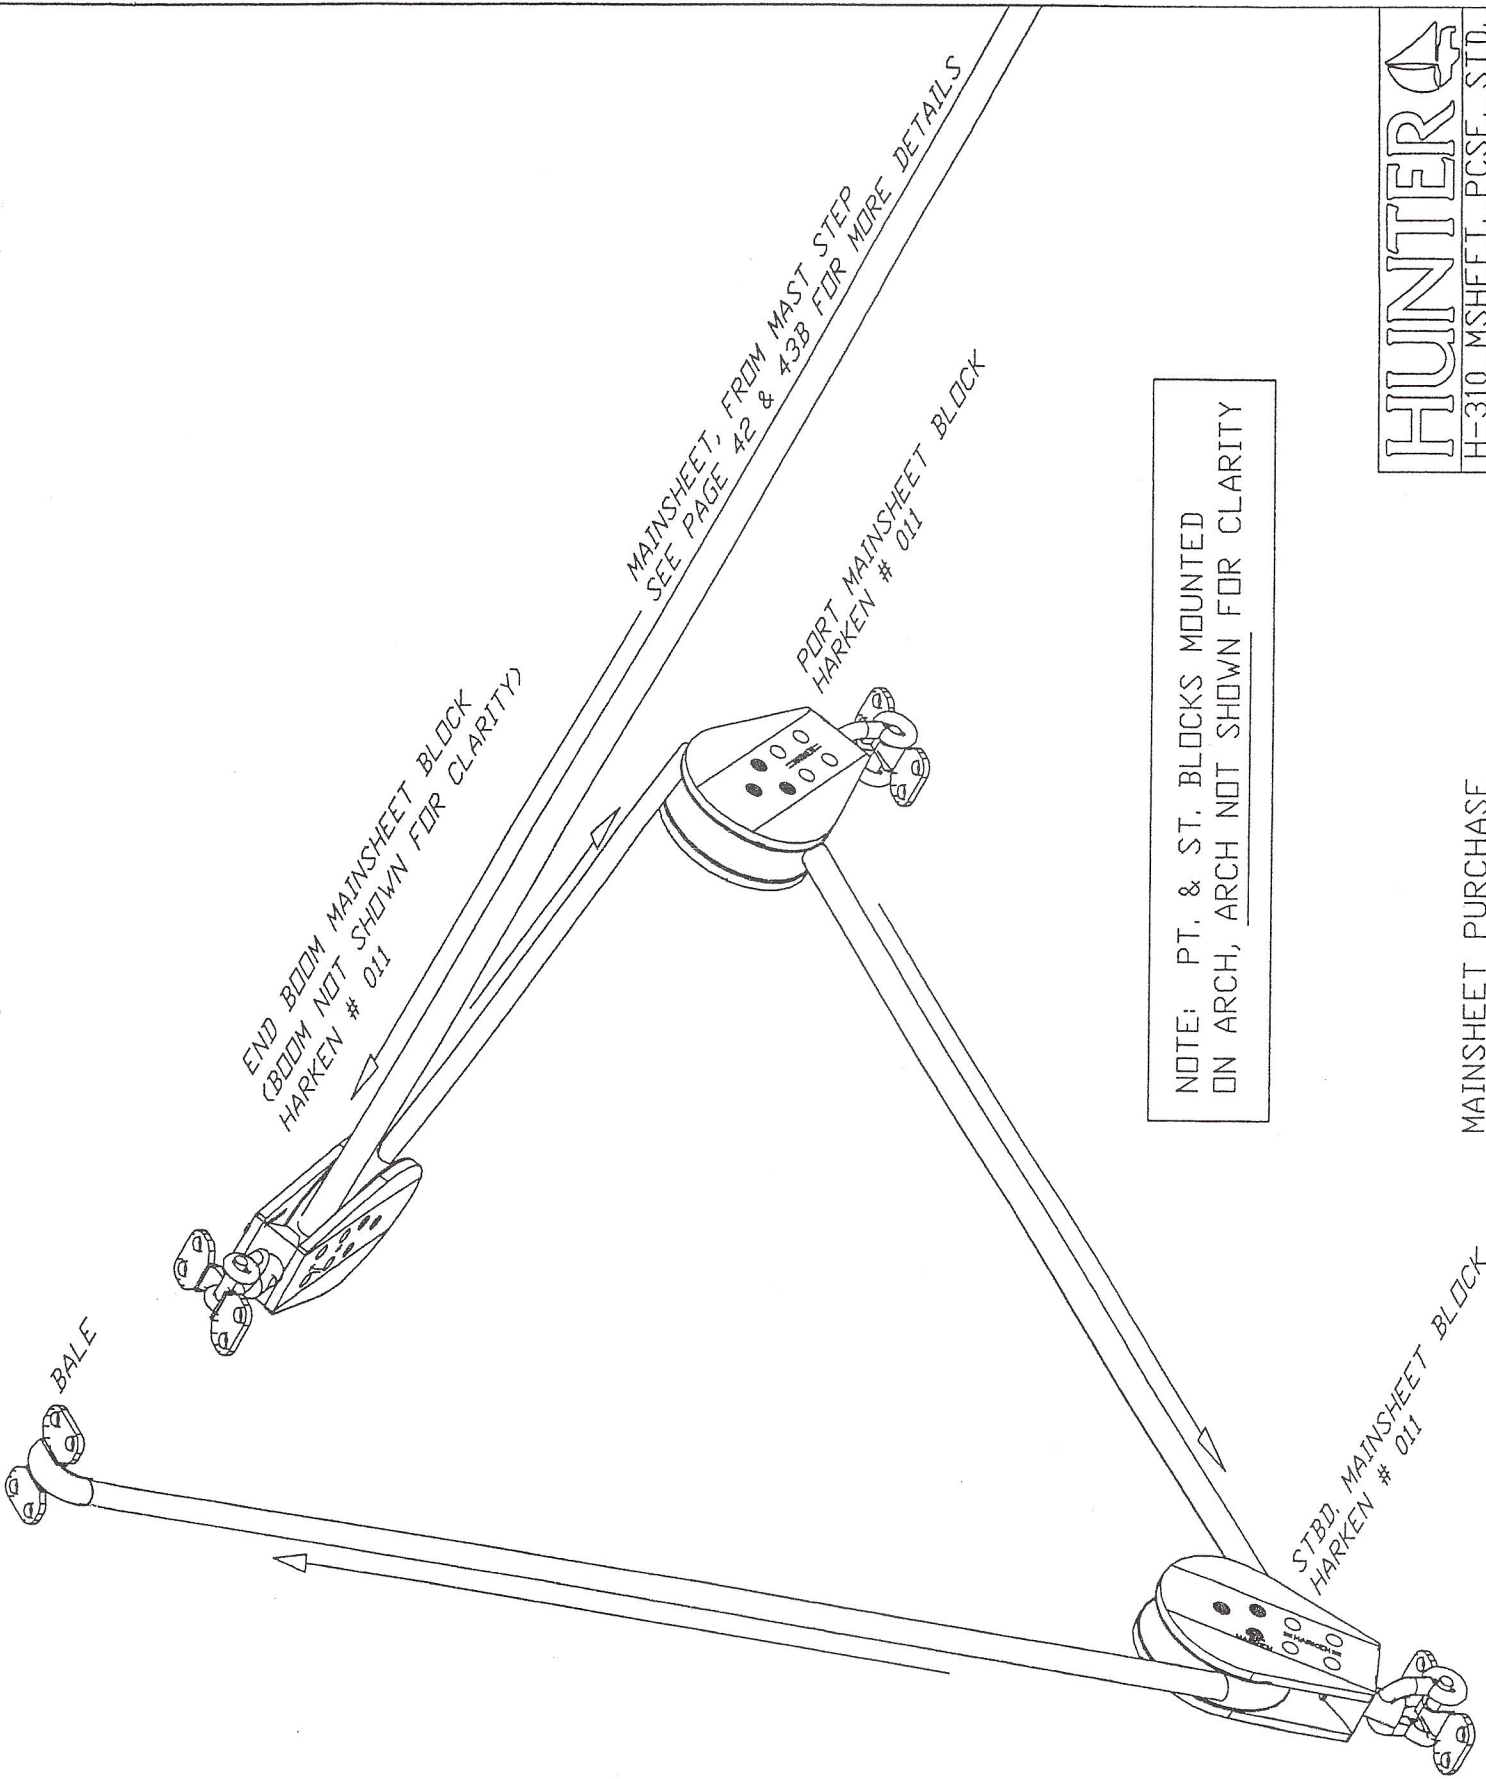 BALE
END BOOM MAINSHEET BLOCK
(BOOM NOT SHOWN FOR CLARITY)
HARKEN # 011
MAINSHEET, FROM MAST STEP
SEE PAGE 42 & 43B FOR MORE DETAILS
PORT MAINSHEET BLOCK
HARKEN # 011
STBD. MAINSHEET BLOCK
HARKEN # 011
HARKEN
NOTE: PT. & ST. BLOCKS MOUNTED
ON ARCH, ARCH NOT SHOWN FOR CLARITY
MAINSHEET PURCHASE
HUNTER
H-310 MSHEET, PCSE, STD.